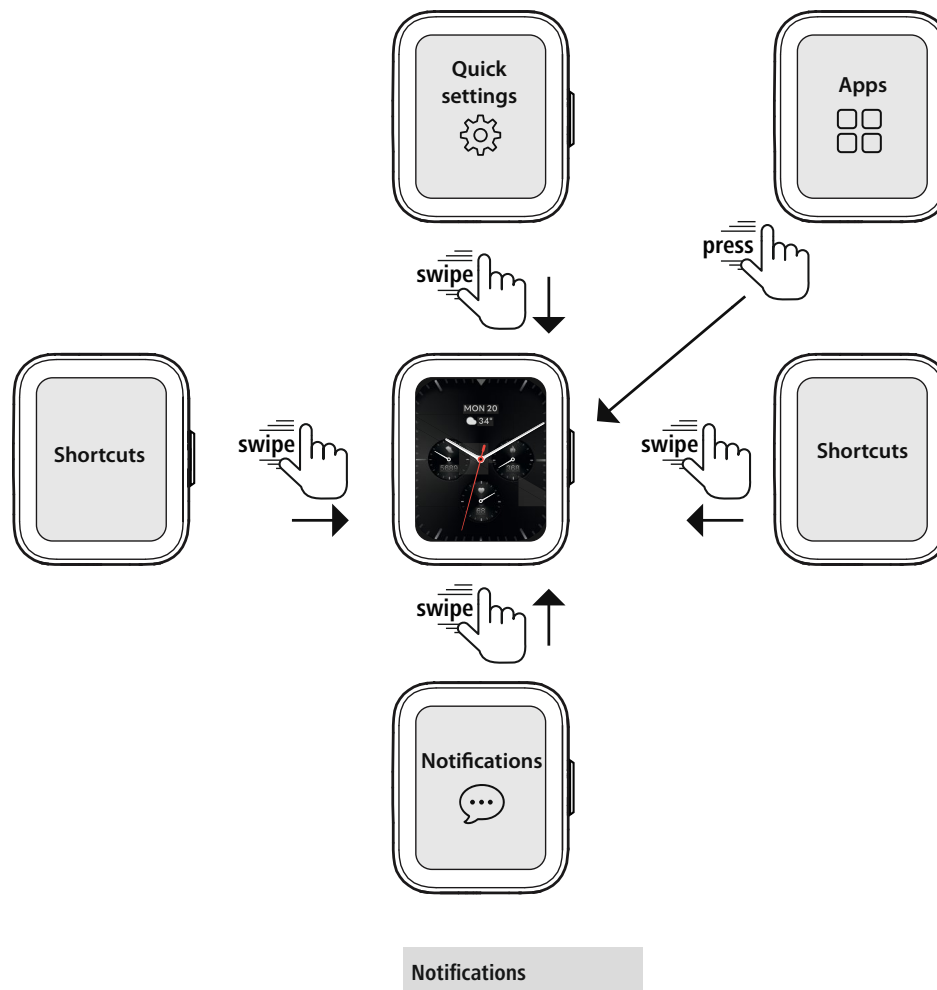 Quick
settings
Apps
press
swipe
Shortcuts
swipe
MON 20
34°
swipe
Shortcuts
swipe
Notifications
Notifications